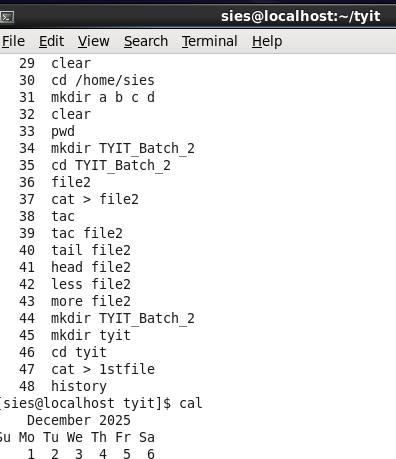 sies@localhost:~/tyit
File Edit View Search Terminal Help
29 clear
30 cd /home/sies
31 mkdir a b c d
32 clear
33 pwd
34 mkdir TYIT_Batch_2
35 cd TYIT_Batch_2
36 file2
37 cat > file2
38 tac
39 tac file2
40 tail file2
41 head file2
42 less file2
43 more file2
44 mkdir TYIT_Batch_2
45 mkdir tyit
46 cd tyit
47 cat > 1stfile
48 history
[sies@localhost tyit]$ cal
December 2025
Su Mo Tu We Th Fr Sa
1 2 3 4 5 6